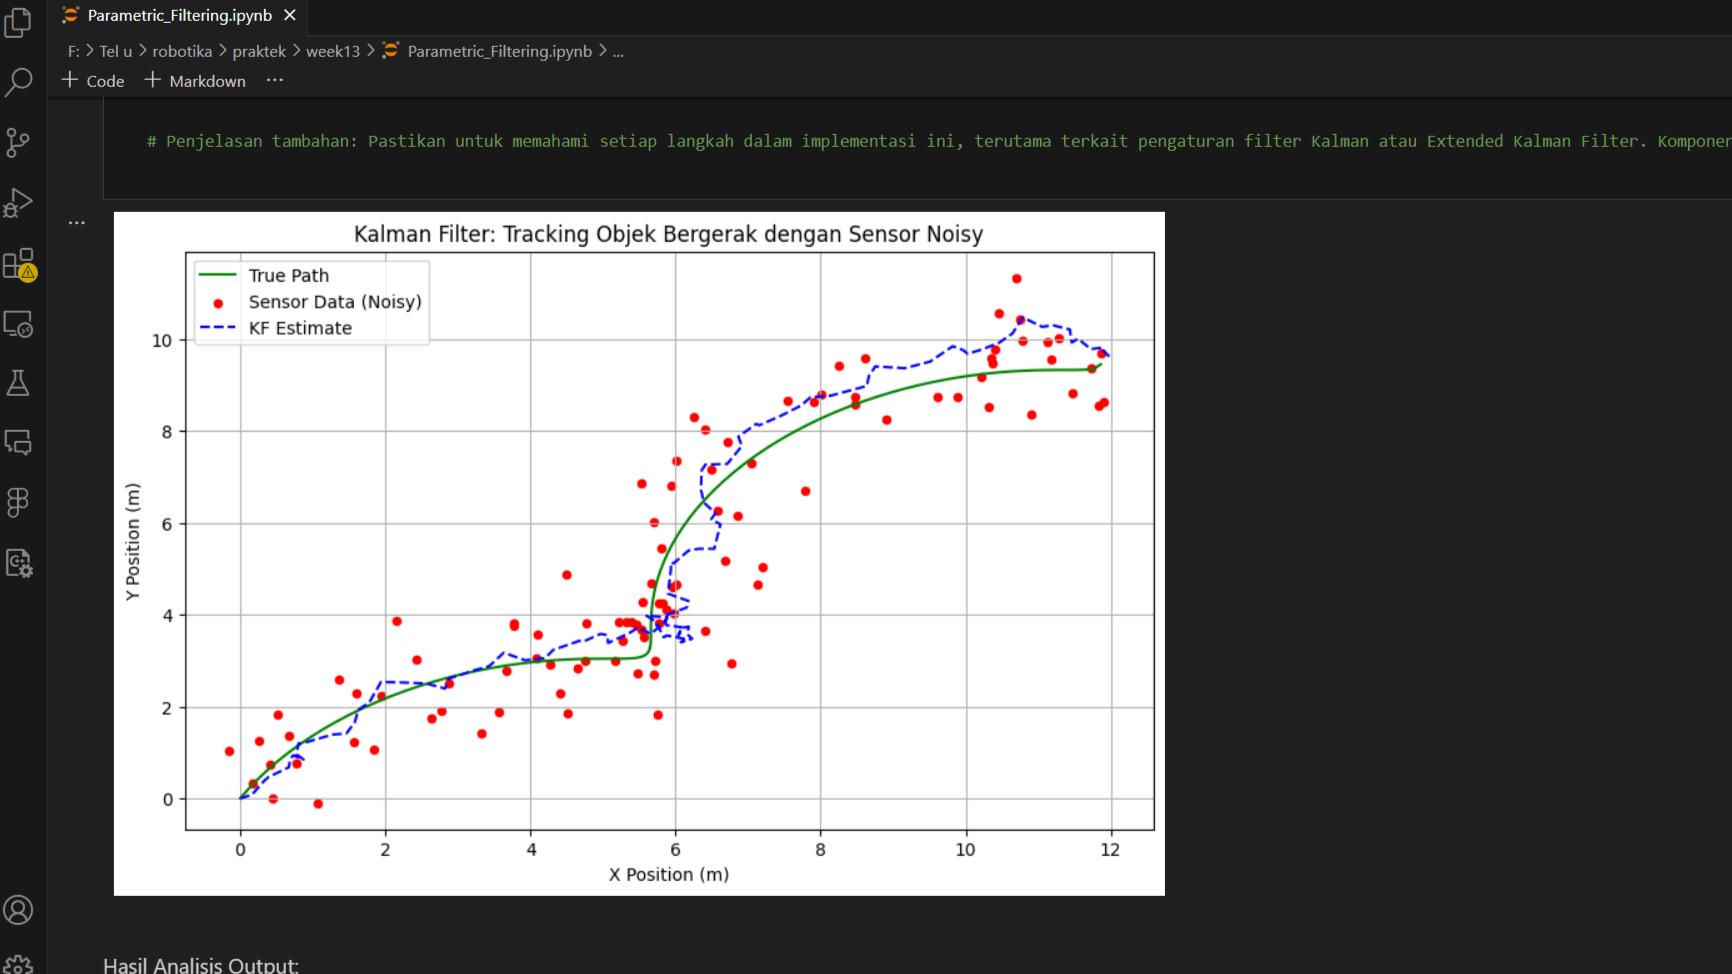 Parametric_Filtering.ipynb
F: > Tel u > robotika > praktek > week13 > Parametric_Filtering.ipynb > ...
+ Code + Markdown ...
# Penjelasan tambahan: Pastikan untuk memahami setiap langkah dalam implementasi ini, terutama terkait pengaturan filter Kalman atau Extended Kalman Filter. Komponen
...
Kalman Filter: Tracking Objek Bergerak dengan Sensor Noisy
True Path
Sensor Data (Noisy)
KF Estimate
10
8
6
4
2
0
Y Position (m)
0 2 4 6 8 10 12
X Position (m)
Hasil Analisis Output: